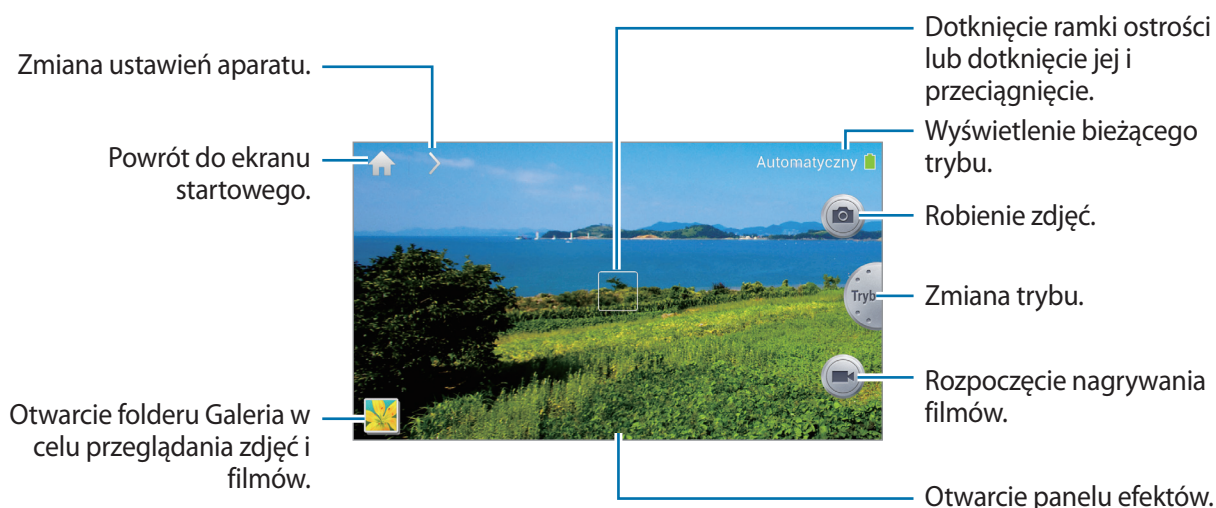 Zmiana ustawień aparatu.
Powrót do ekranu
startowego.
Otwarcie folderu Galeria w
celu przeglądania zdjęć i
filmów.
Automatyczny
Tryb
Dotknięcie ramki ostrości
lub dotknięcie jej i
przeciągnięcie.
Wyświetlenie bieżącego
trybu.
Robienie zdjęć.
Zmiana trybu.
Rozpoczęcie nagrywania
filmów.
Otwarcie panelu efektów.